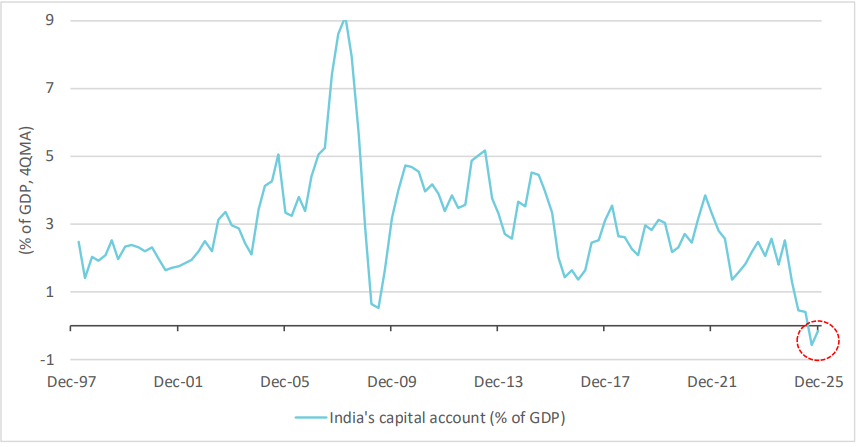 9
7
5
3
1
-1
(% of GDP, 4QMA)
Dec-97 Dec-01 Dec-05 Dec-09 Dec-13 Dec-17 Dec-21 Dec-25
India's capital account (% of GDP)